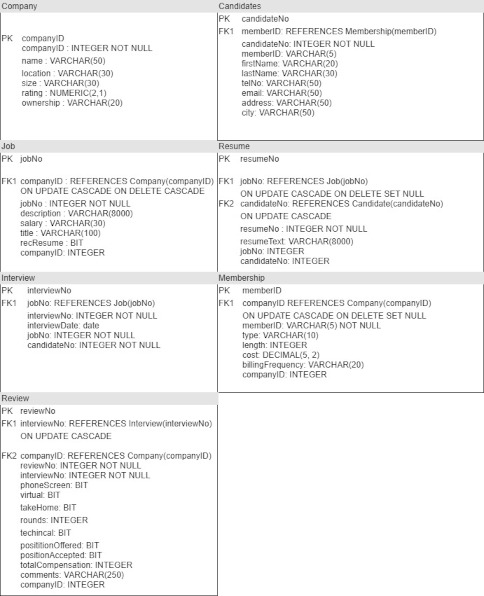 Company
PK companyID
companyID : INTEGER NOT NULL
name : VARCHAR(50)
location : VARCHAR(30)
size : VARCHAR(30)
rating : NUMERIC(2,1)
ownership : VARCHAR(20)
Candidates
PK candidateNo
FK1 memberID: REFERENCES Membership(memberID)
candidateNo: INTEGER NOT NULL
memberID: VARCHAR(5)
firstName: VARCHAR(20)
lastName: VARCHAR(30)
telNo: VARCHAR(50)
email: VARCHAR(50)
address: VARCHAR(50)
city: VARCHAR(50)
Job
PK jobNo
FK1 companyID : REFERENCES Company(companyID)
ON UPDATE CASCADE ON DELETE CASCADE
jobNo : INTEGER NOT NULL
description : VARCHAR(8000)
salary : VARCHAR(30)
title : VARCHAR(100)
recResume : BIT
companyID: INTEGER
Resume
PK resumeNo
FK1 jobNo: REFERENCES Job(jobNo)
ON UPDATE CASCADE ON DELETE SET NULL
FK2 candidateNo: REFERENCES Candidate(candidateNo)
ON UPDATE CASCADE
resumeNo : INTEGER NOT NULL
resumeText: VARCHAR(8000)
jobNo: INTEGER
candidateNo: INTEGER
Interview
PK interviewNo
FK1 jobNo: REFERENCES Job(jobNo)
interviewNo: INTEGER NOT NULL
interviewDate: date
jobNo: INTEGER NOT NULL
candidateNo: INTEGER NOT NULL
Membership
PK memberID
FK1 companyID REFERENCES Company(companyID)
ON UPDATE CASCADE ON DELETE SET NULL
memberID: VARCHAR(5) NOT NULL
type: VARCHAR(10)
length: INTEGER
cost: DECIMAL(5, 2)
billingFrequency: VARCHAR(20)
companyID: INTEGER
Review
PK reviewNo
FK1 interviewNo: REFERENCES Interview(interviewNo)
ON UPDATE CASCADE
FK2 companyID: REFERENCES Company(companyID)
reviewNo: INTEGER NOT NULL
interviewNo: INTEGER NOT NULL
phoneScreen: BIT
virtual: BIT
takeHome: BIT
rounds: INTEGER
techincal: BIT
posititionOffered: BIT
positionAccepted: BIT
totalCompensation: INTEGER
comments: VARCHAR(250)
companyID: INTEGER